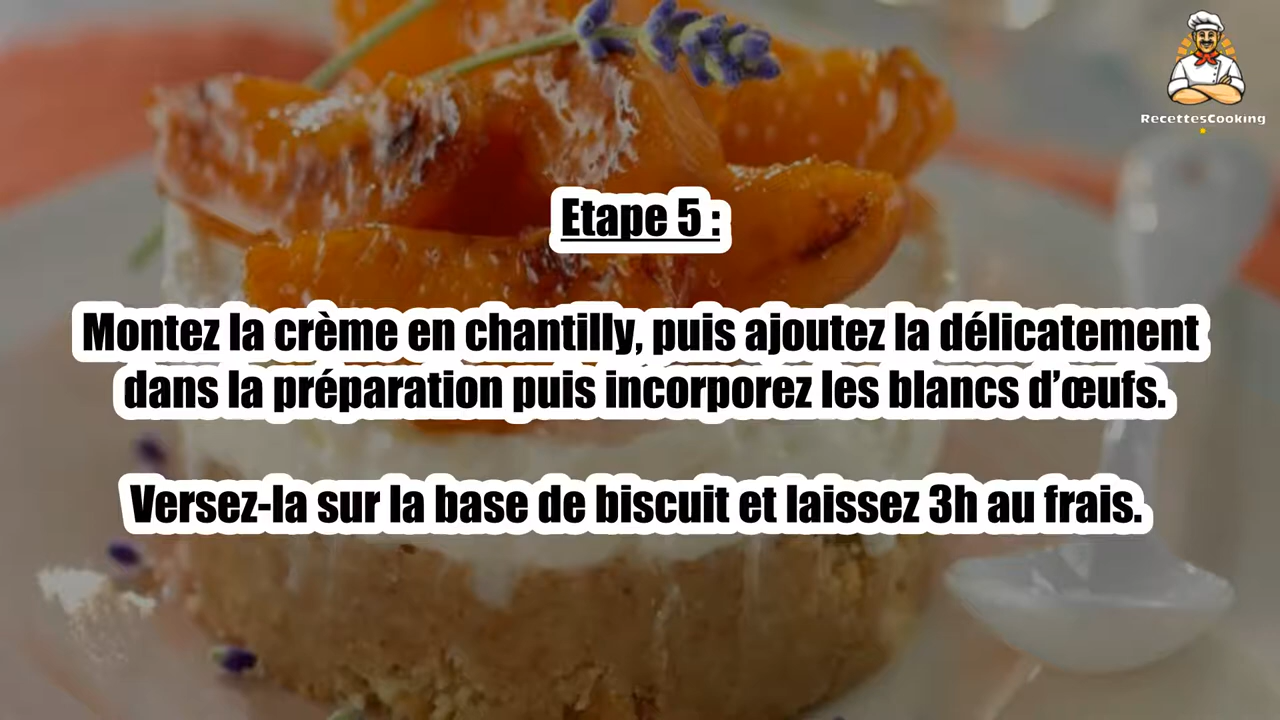 RecettesCooking
Etape 5 :
Montez la crème en chantilly, puis ajoutez la délicatement
dans la préparation puis incorporez les blancs d’œufs.
Versez-la sur la base de biscuit et laissez 3h au frais.